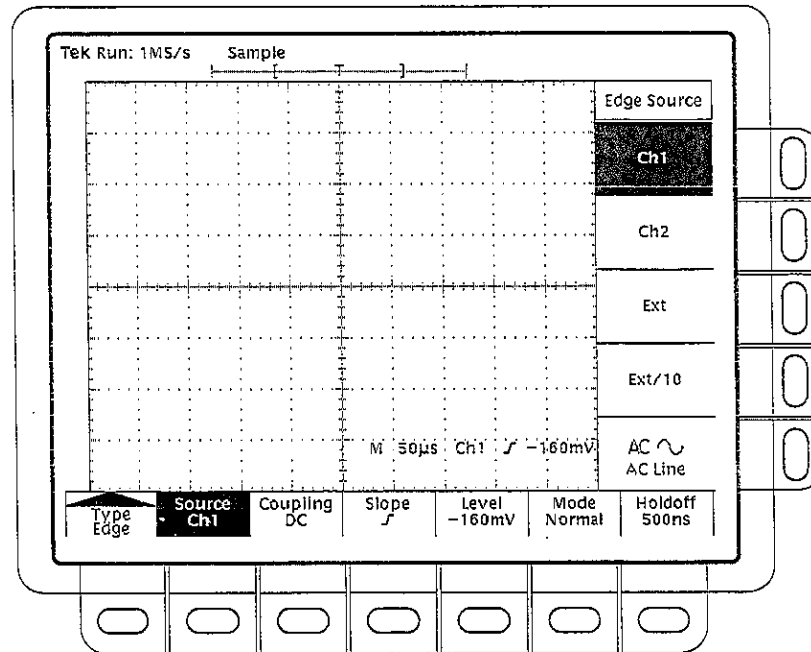 Tek Run: 1MS/s Sample
Edge Source
Ch1
Ch2
Ext
Ext/10
M 50µs Ch1 ∫ -160mV
AC ∿
AC Line
Type
Edge
Source
Ch1
Coupling
DC
Slope
∫
Level
-160mV
Mode
Normal
Holdoff
500ns